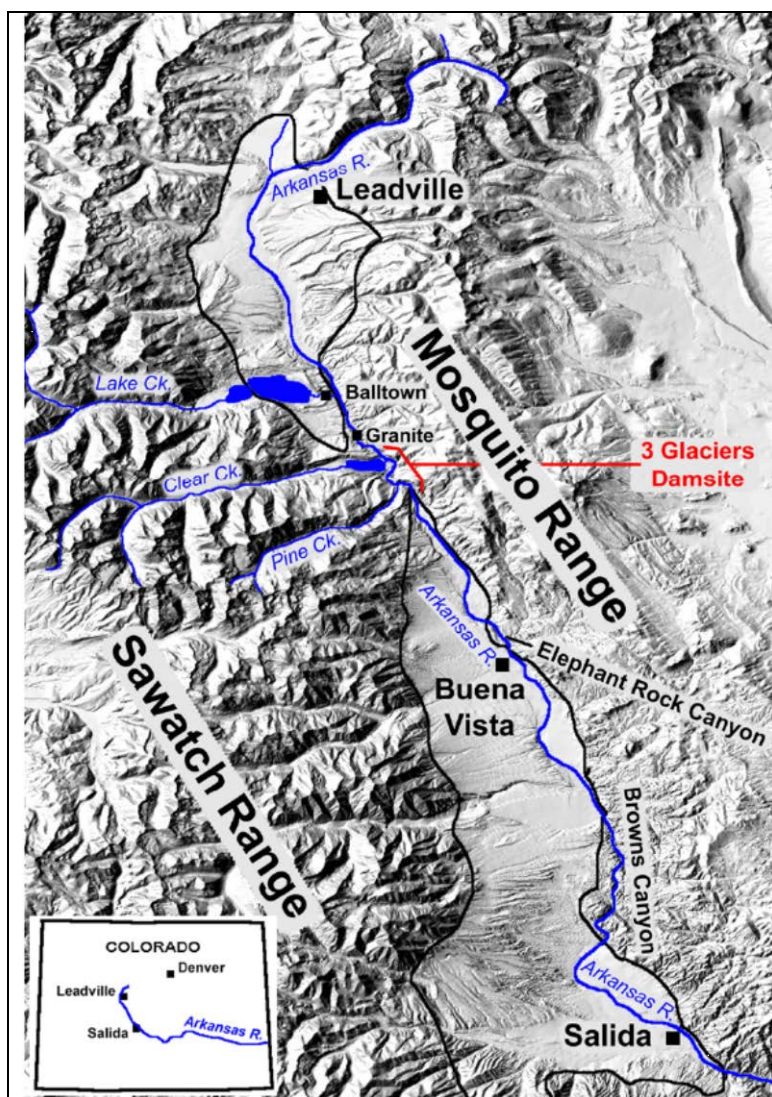 Arkansas R.
Leadville
Lake Ck.
Balltown
Granite
Mosquito Range
3 Glaciers
Damsite
Clear Ck.
Pine Ck.
Arkansas R.
Elephant Rock Canyon
Buena
Vista
Sawatch Range
Browns Canyon
Arkansas R.
Salida
COLORADO
Denver
Leadville
Salida
Arkansas R.